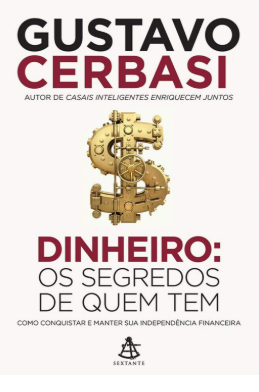 GUSTAVO
CERBASI
AUTOR DE CASAIS INTELIGENTES ENRIQUECEM JUNTOS
DINHEIRO:
OS SEGREDOS
DE QUEM TEM
COMO CONQUISTAR E MANTER SUA INDEPENDÊNCIA FINANCEIRA
SEXTANTE